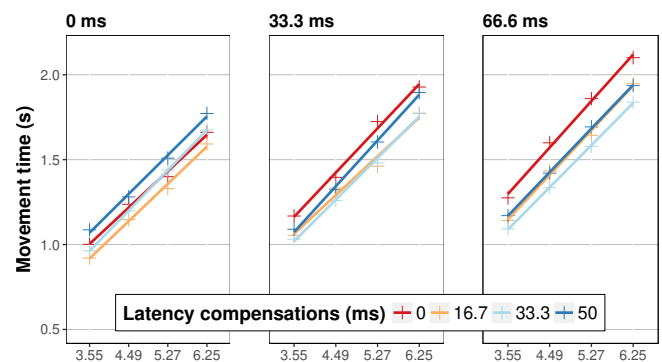 0 ms 33.3 ms 66.6 ms
Movement time (s)
2.0
1.5
1.0
0.5
Latency compensations (ms) 0 16.7 33.3 50
3.55 4.49 5.27 6.25 3.55 4.49 5.27 6.25 3.55 4.49 5.27 6.25